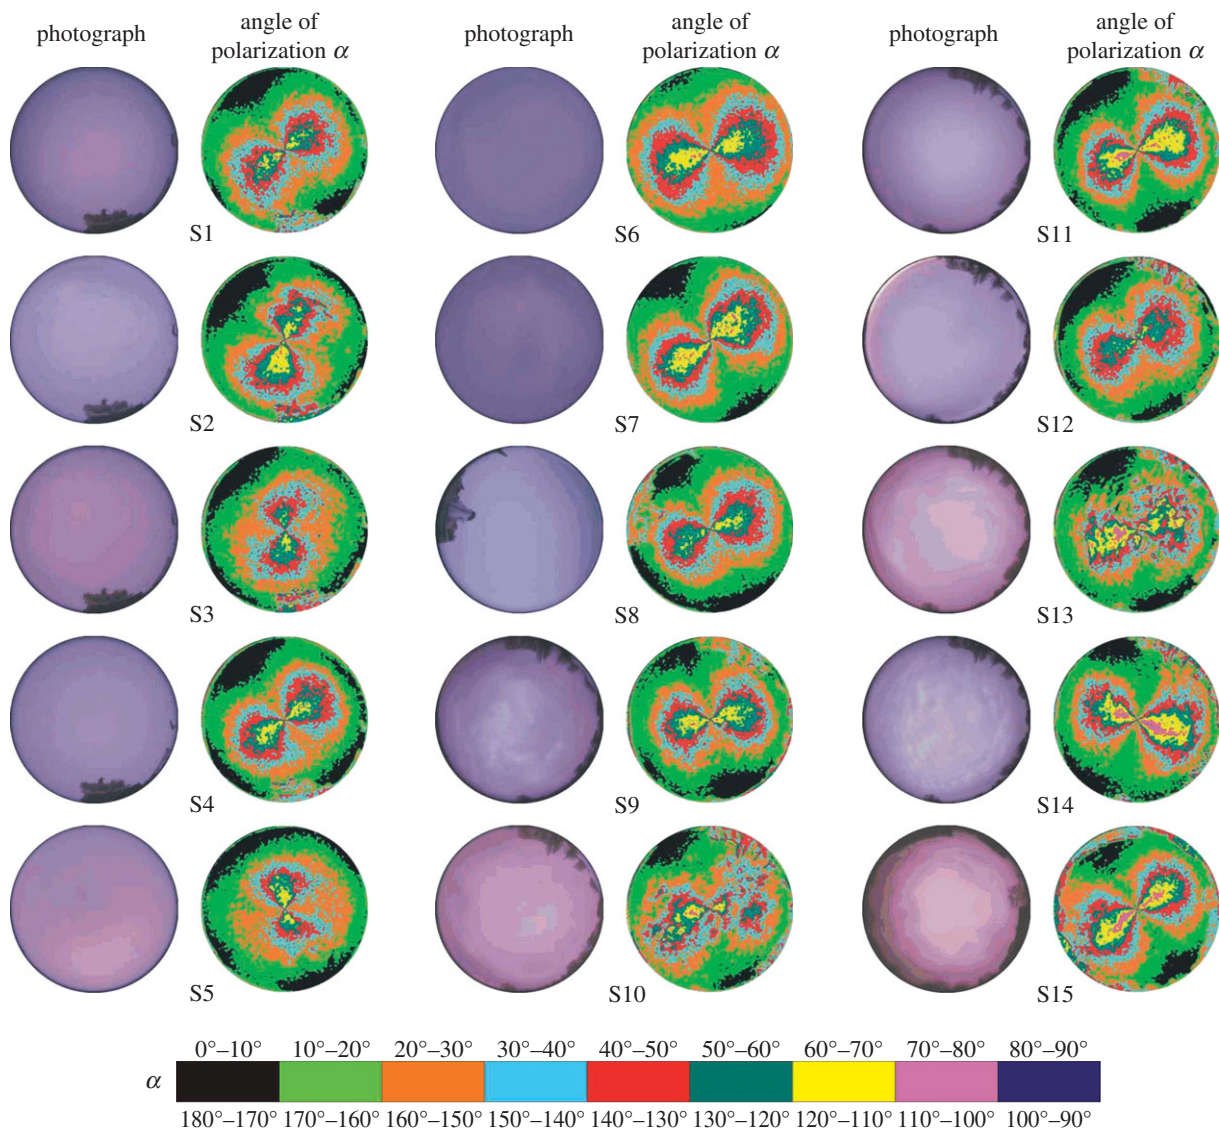 photograph
angle of
polarization α
photograph
angle of
polarization α
photograph
angle of
polarization α
S1
S6
S11
S2
S7
S12
S3
S8
S13
S4
S9
S14
S5
S10
S15
0°–10° 10°–20° 20°–30° 30°–40° 40°–50° 50°–60° 60°–70° 70°–80° 80°–90°
α
180°–170° 170°–160° 160°–150° 150°–140° 140°–130° 130°–120° 120°–110° 110°–100° 100°–90°